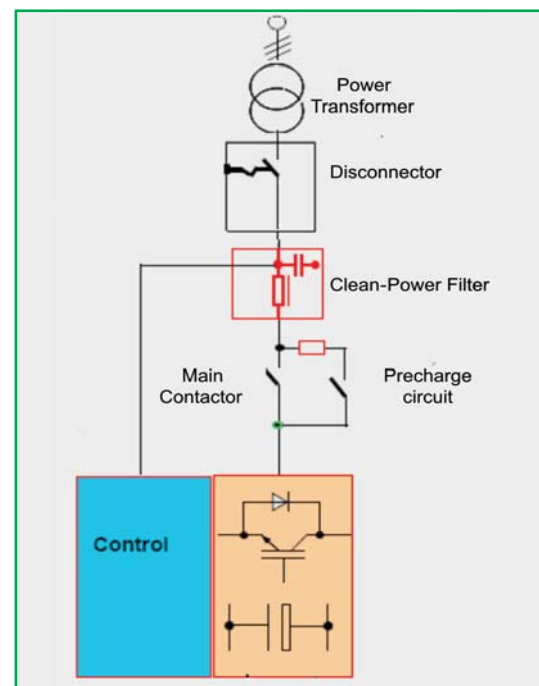 Power
Transformer
Disconnector
Clean-Power Filter
Main
Contactor
Precharge
circuit
Control